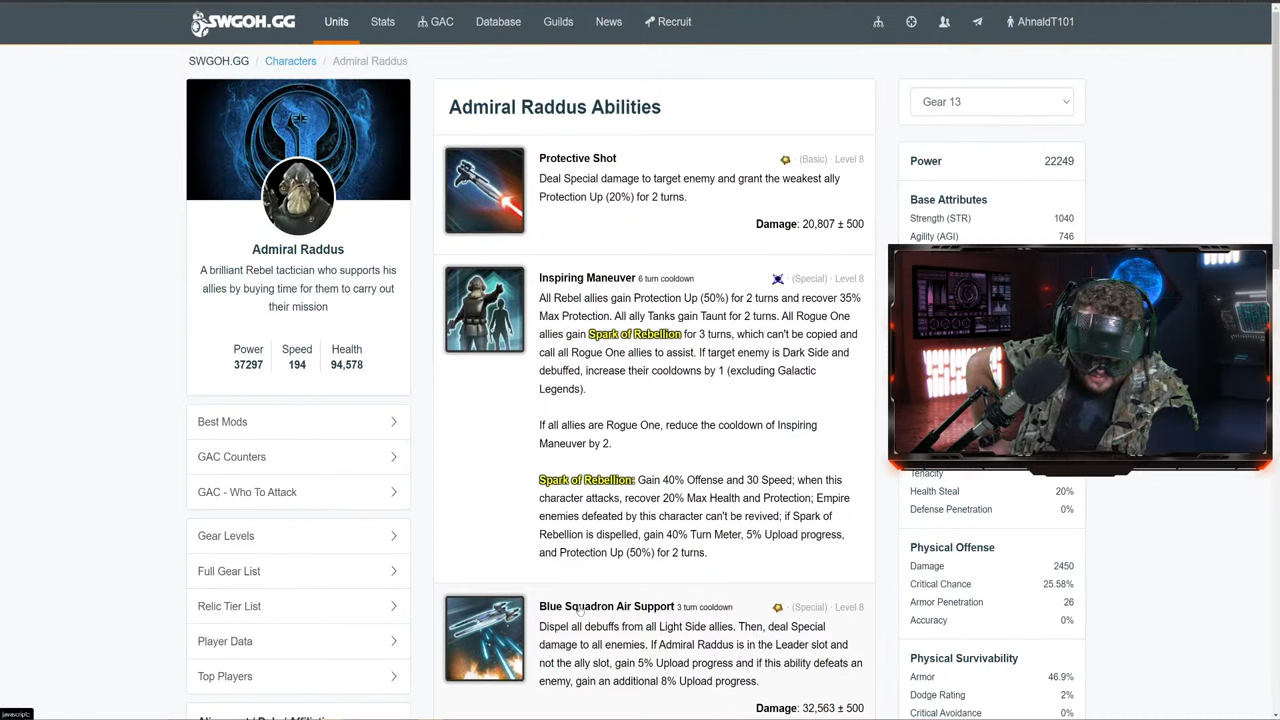 SWGOH.GG
Units
Stats
GAC
Database
Guilds
News
Recruit
AhnaldT101
SWGOH.GG / Characters / Admiral Raddus
Admiral Raddus
A brilliant Rebel tactician who supports his
allies by buying time for them to carry out
their mission
Power Speed Health
37297 194 94,578
Best Mods
GAC Counters
GAC - Who To Attack
Gear Levels
Full Gear List
Relic Tier List
Player Data
Top Players
Admiral Raddus Abilities
Protective Shot
· (Basic) · Level 8
Deal Special damage to target enemy and grant the weakest ally
Protection Up (20%) for 2 turns.
Damage: 20,807 ± 500
Inspiring Maneuver 6 turn cooldown
· (Special) · Level 8
All Rebel allies gain Protection Up (50%) for 2 turns and recover 35%
Max Protection. All ally Tanks gain Taunt for 2 turns. All Rogue One
allies gain Spark of Rebellion for 3 turns, which can't be copied and
call all Rogue One allies to assist. If target enemy is Dark Side and
debuffed, increase their cooldowns by 1 (excluding Galactic
Legends).
If all allies are Rogue One, reduce the cooldown of Inspiring
Maneuver by 2.
Spark of Rebellion: Gain 40% Offense and 30 Speed; when this
character attacks, recover 20% Max Health and Protection; Empire
enemies defeated by this character can't be revived; if Spark of
Rebellion is dispelled, gain 40% Turn Meter, 5% Upload progress,
and Protection Up (50%) for 2 turns.
Blue Squadron Air Support 3 turn cooldown
· (Special) · Level 8
Dispel all debuffs from all Light Side allies. Then, deal Special
damage to all enemies. If Admiral Raddus is in the Leader slot and
not the ally slot, gain 5% Upload progress and if this ability defeats an
enemy, gain an additional 8% Upload progress.
Damage: 32,563 ± 500
Gear 13
Power 22249
Base Attributes
Strength (STR) 1040
Agility (AGI) 746
Tenacity
Health Steal 20%
Defense Penetration 0%
Physical Offense
Damage 2450
Critical Chance 25.58%
Armor Penetration 26
Accuracy 0%
Physical Survivability
Armor 46.9%
Dodge Rating 2%
Critical Avoidance 0%